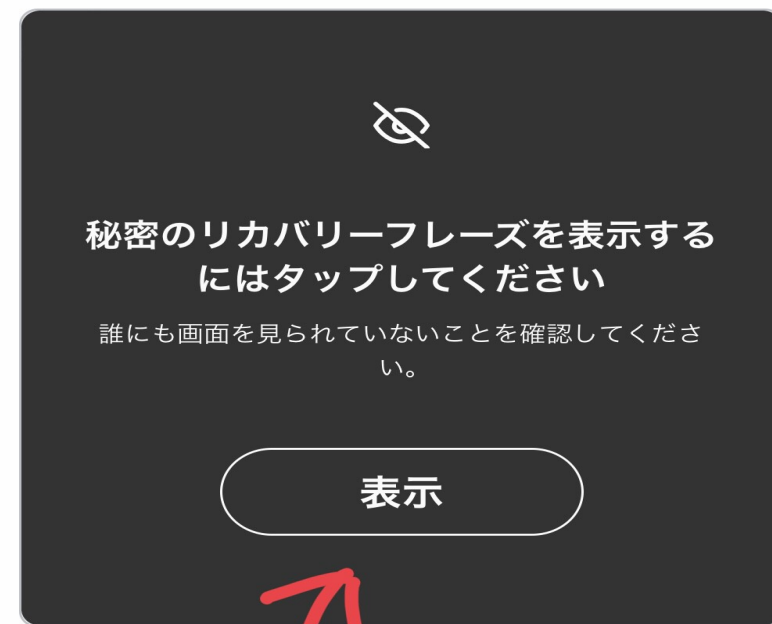 秘密のリカバリーフレーズを表示する
にはタップしてください
誰にも画面を見られていないことを確認してくださ
い。
表示